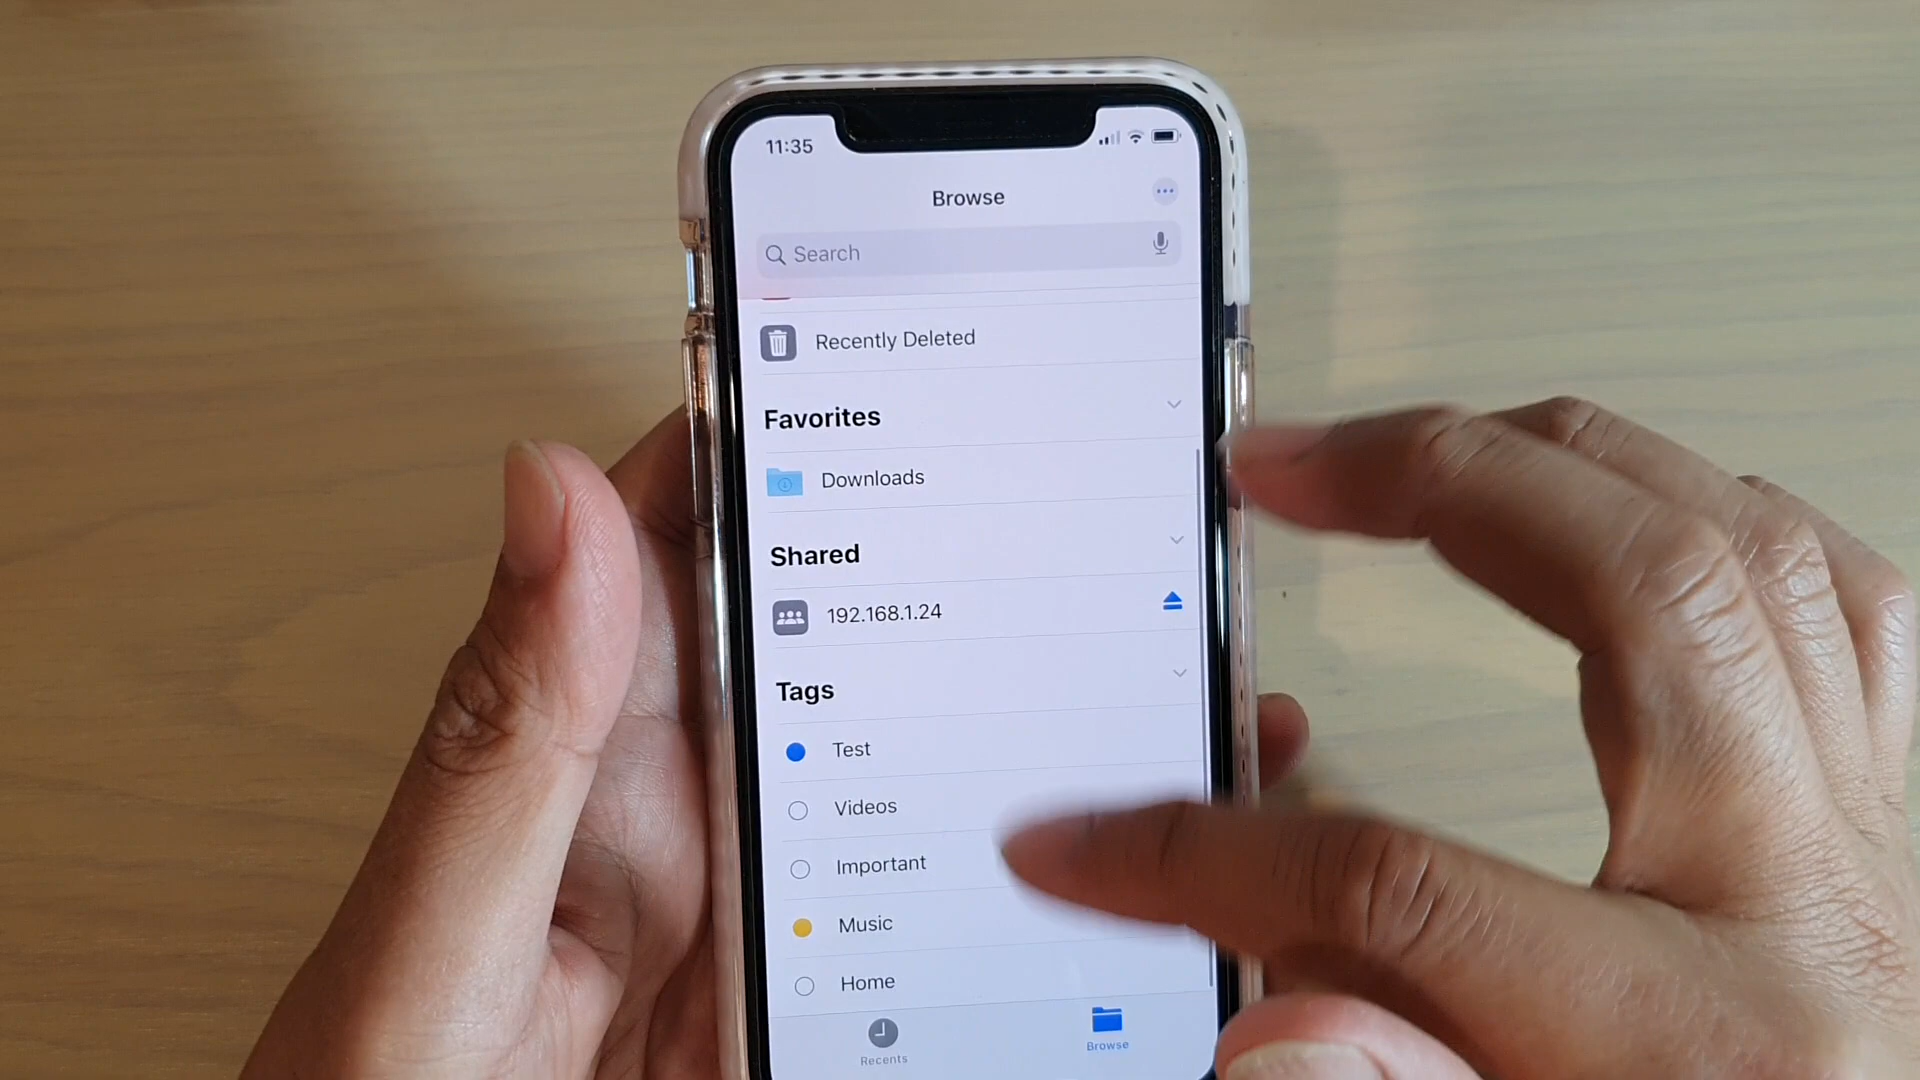 11:35
Browse
Search
Recently Deleted
Favorites
Downloads
Shared
192.168.1.24
Tags
Test
Videos
Important
Music
Home
Recents
Browse